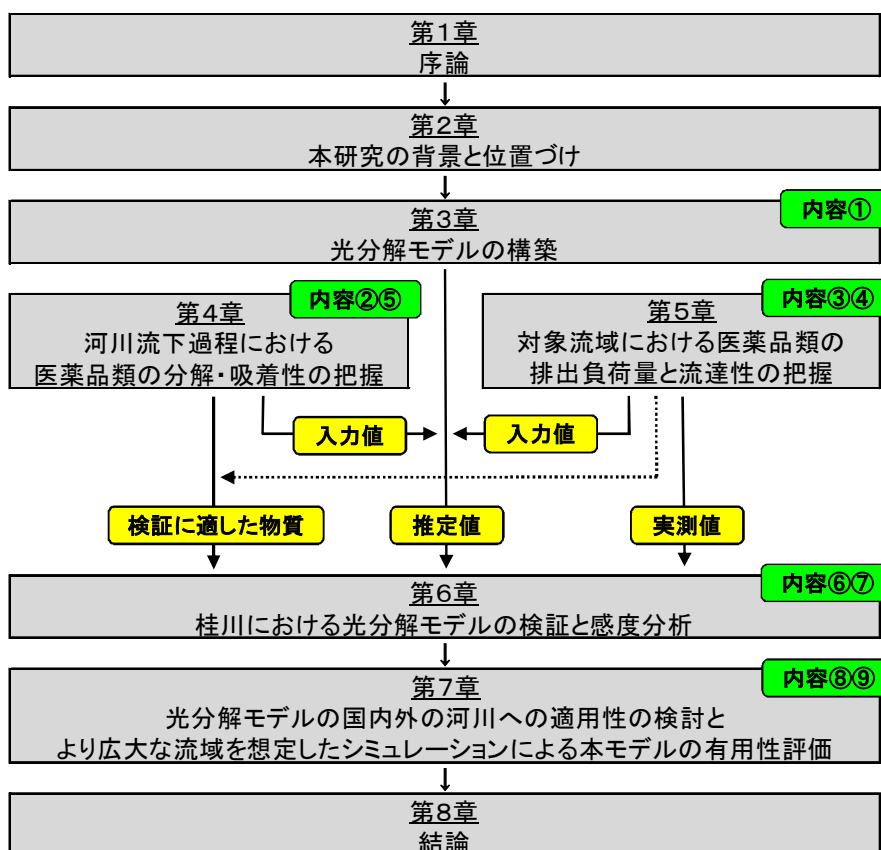 第1章
序論
第2章
本研究の背景と位置づけ
内容①
第3章
光分解モデルの構築
内容②⑤
第4章
河川流下過程における
医薬品類の分解・吸着性の把握
内容③④
第5章
対象流域における医薬品類の
排出負荷量と流達性の把握
入力値
入力値
検証に適した物質
推定値
実測値
内容⑥⑦
第6章
桂川における光分解モデルの検証と感度分析
内容⑧⑨
第7章
光分解モデルの国内外の河川への適用性の検討と
より広大な流域を想定したシミュレーションによる本モデルの有用性評価
第8章
結論